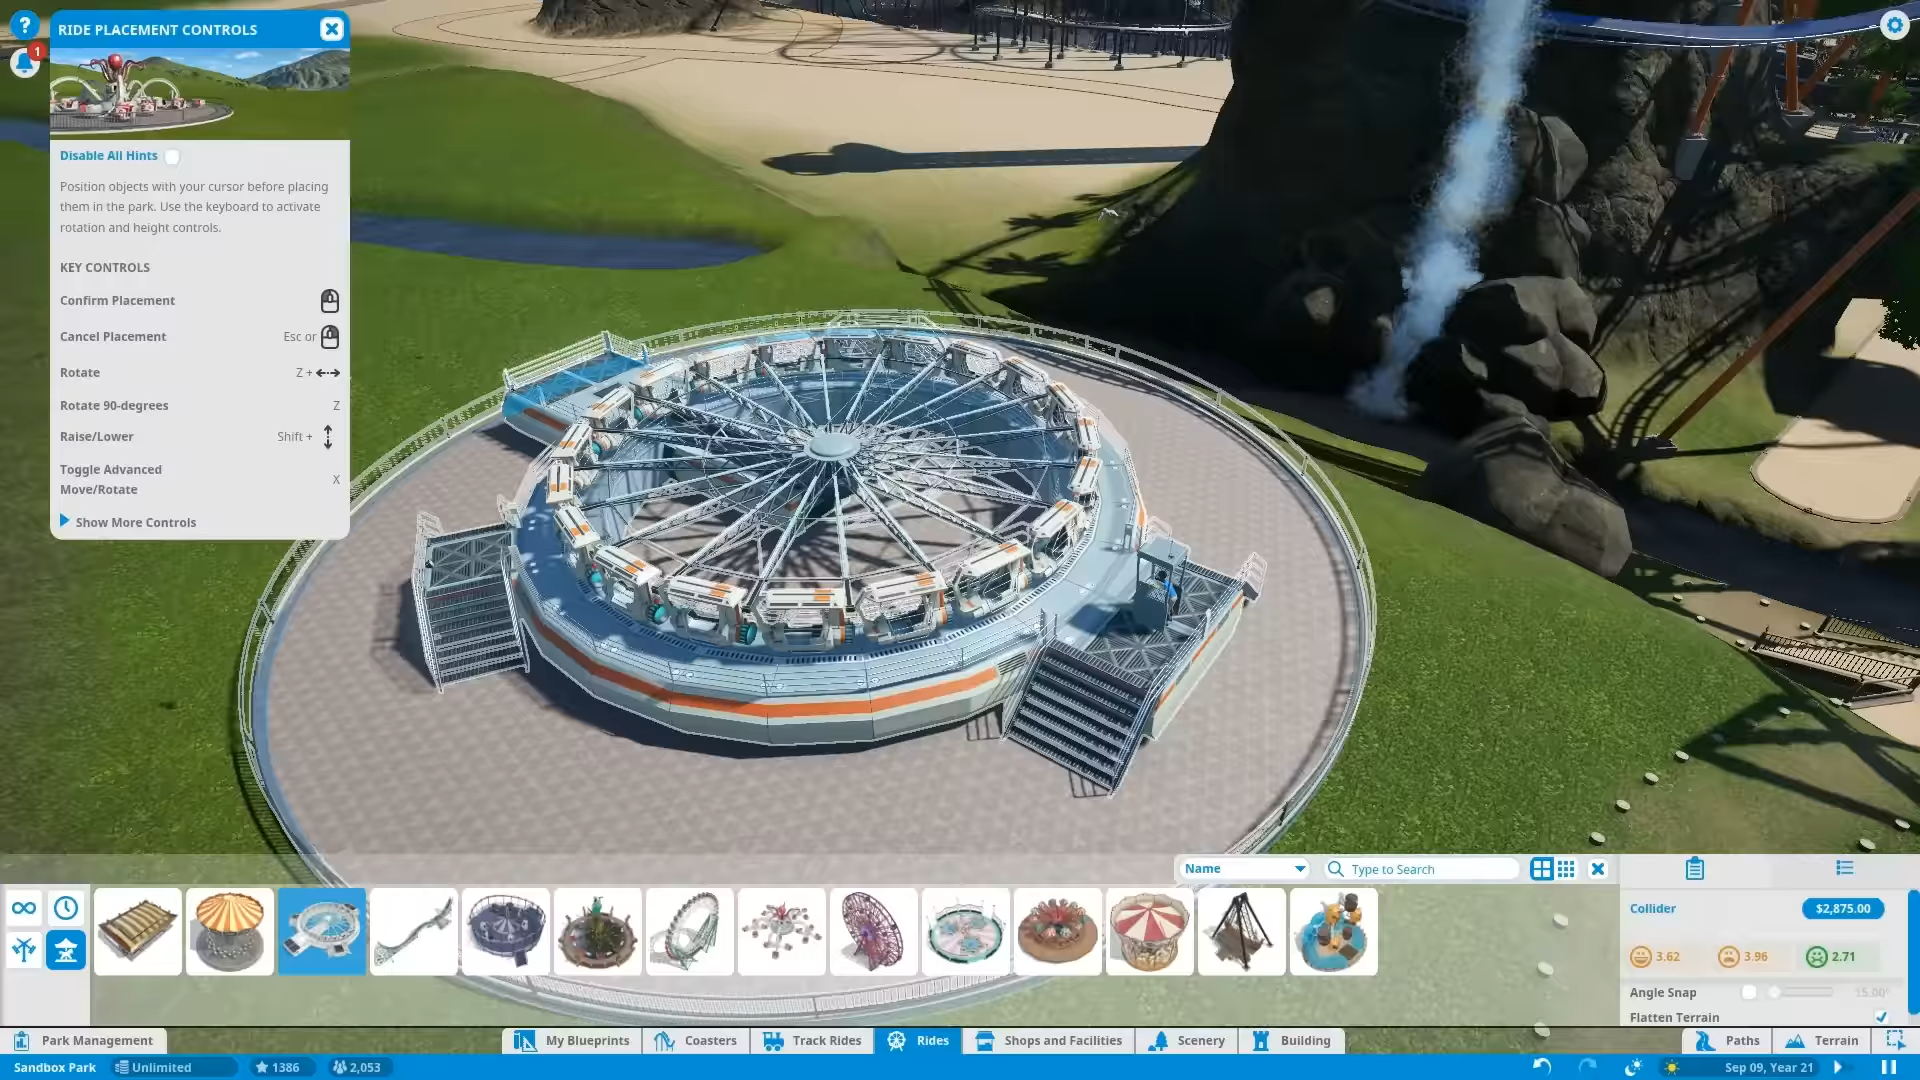 ?
1
RIDE PLACEMENT CONTROLS
Disable All Hints
Position objects with your cursor before placing
them in the park. Use the keyboard to activate
rotation and height controls.
KEY CONTROLS
Confirm Placement
Cancel Placement Esc or
Rotate Z +
Rotate 90-degrees Z
Raise/Lower Shift +
Toggle Advanced
Move/Rotate X
Show More Controls
Name Type to Search
Collider $2,875.00
3.62 3.96 2.71
Angle Snap 15.00°
Flatten Terrain
Park Management My Blueprints Coasters Track Rides Rides Shops and Facilities Scenery Building Paths Terrain
Sandbox Park Unlimited 1386 2,053 Sep 09, Year 21